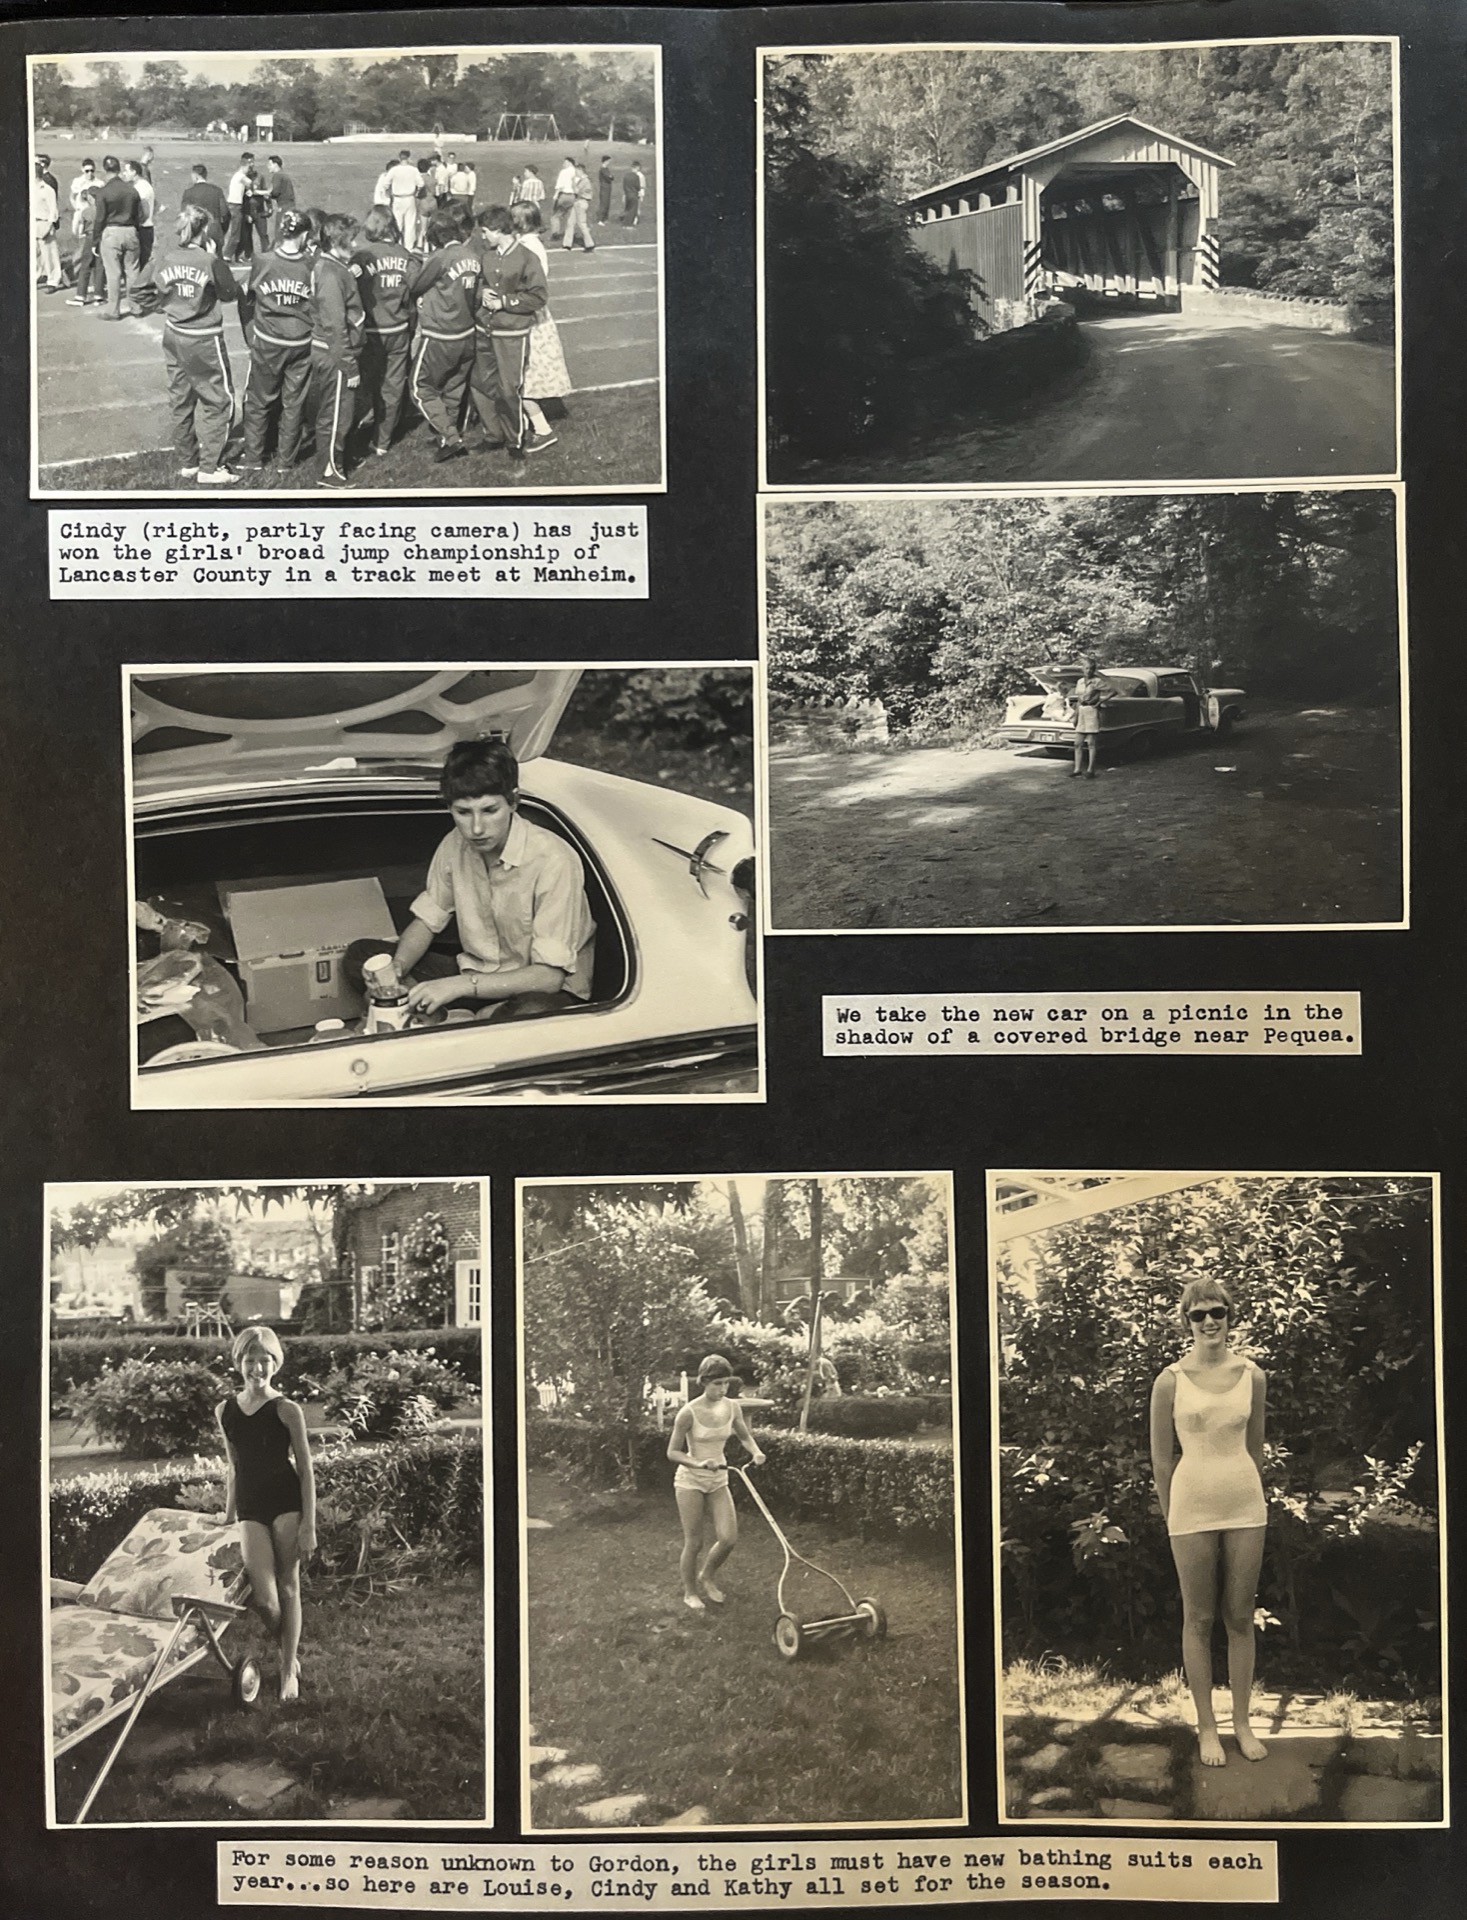 MANHEIM
TWP.
MANHEIM
TWP.
MANHEI
TWP.
MANHEI
TWP.
Cindy (right, partly facing camera) has just
won the girls' broad jump championship of
Lancaster County in a track meet at Manheim.
We take the new car on a picnic in the
shadow of a covered bridge near Pequea.
For some reason unknown to Gordon, the girls must have new bathing suits each
year...so here are Louise, Cindy and Kathy all set for the season.